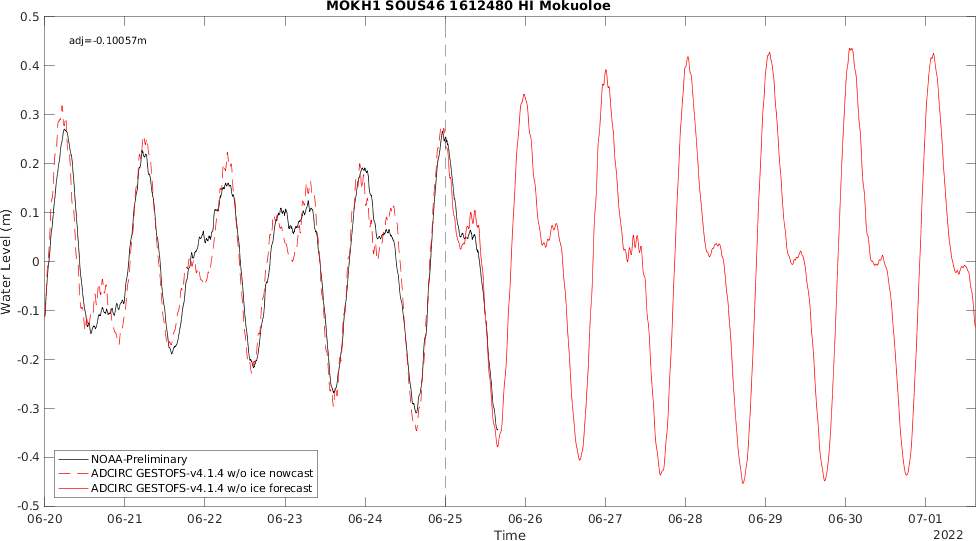 MOKH1 SOUS46 1612480 HI Mokuoloe
adj=-0.10057m
Water Level (m)
0.5
0.4
0.3
0.2
0.1
0
-0.1
-0.2
-0.3
-0.4
-0.5
NOAA-Preliminary
ADCIRC GESTOFS-v4.1.4 w/o ice nowcast
ADCIRC GESTOFS-v4.1.4 w/o ice forecast
06-20 06-21 06-22 06-23 06-24 06-25 06-26 06-27 06-28 06-29 06-30 07-01
Time
2022